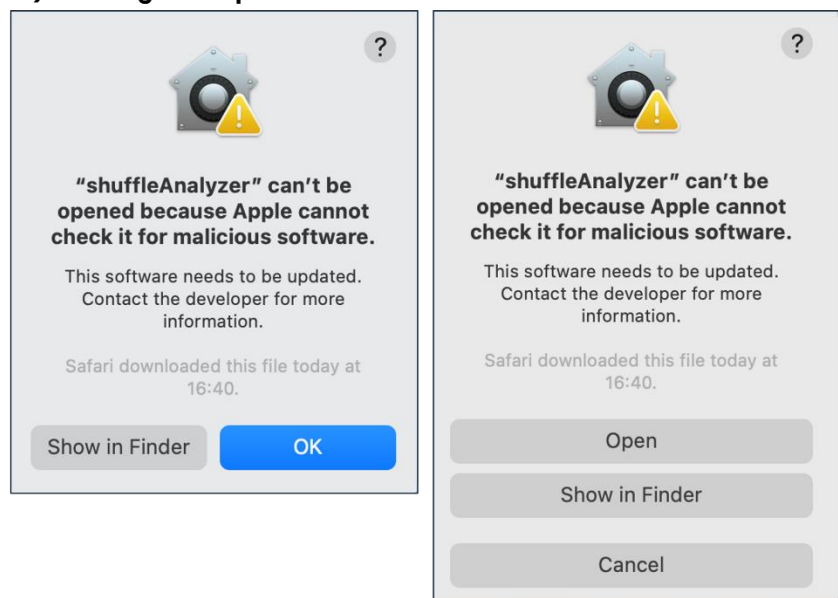 ?
"shuffleAnalyzer" can't be
opened because Apple cannot
check it for malicious software.
This software needs to be updated.
Contact the developer for more
information.
Safari downloaded this file today at
16:40.
Show in Finder
OK
?
"shuffleAnalyzer" can't be
opened because Apple cannot
check it for malicious software.
This software needs to be updated.
Contact the developer for more
information.
Safari downloaded this file today at
16:40.
Open
Show in Finder
Cancel